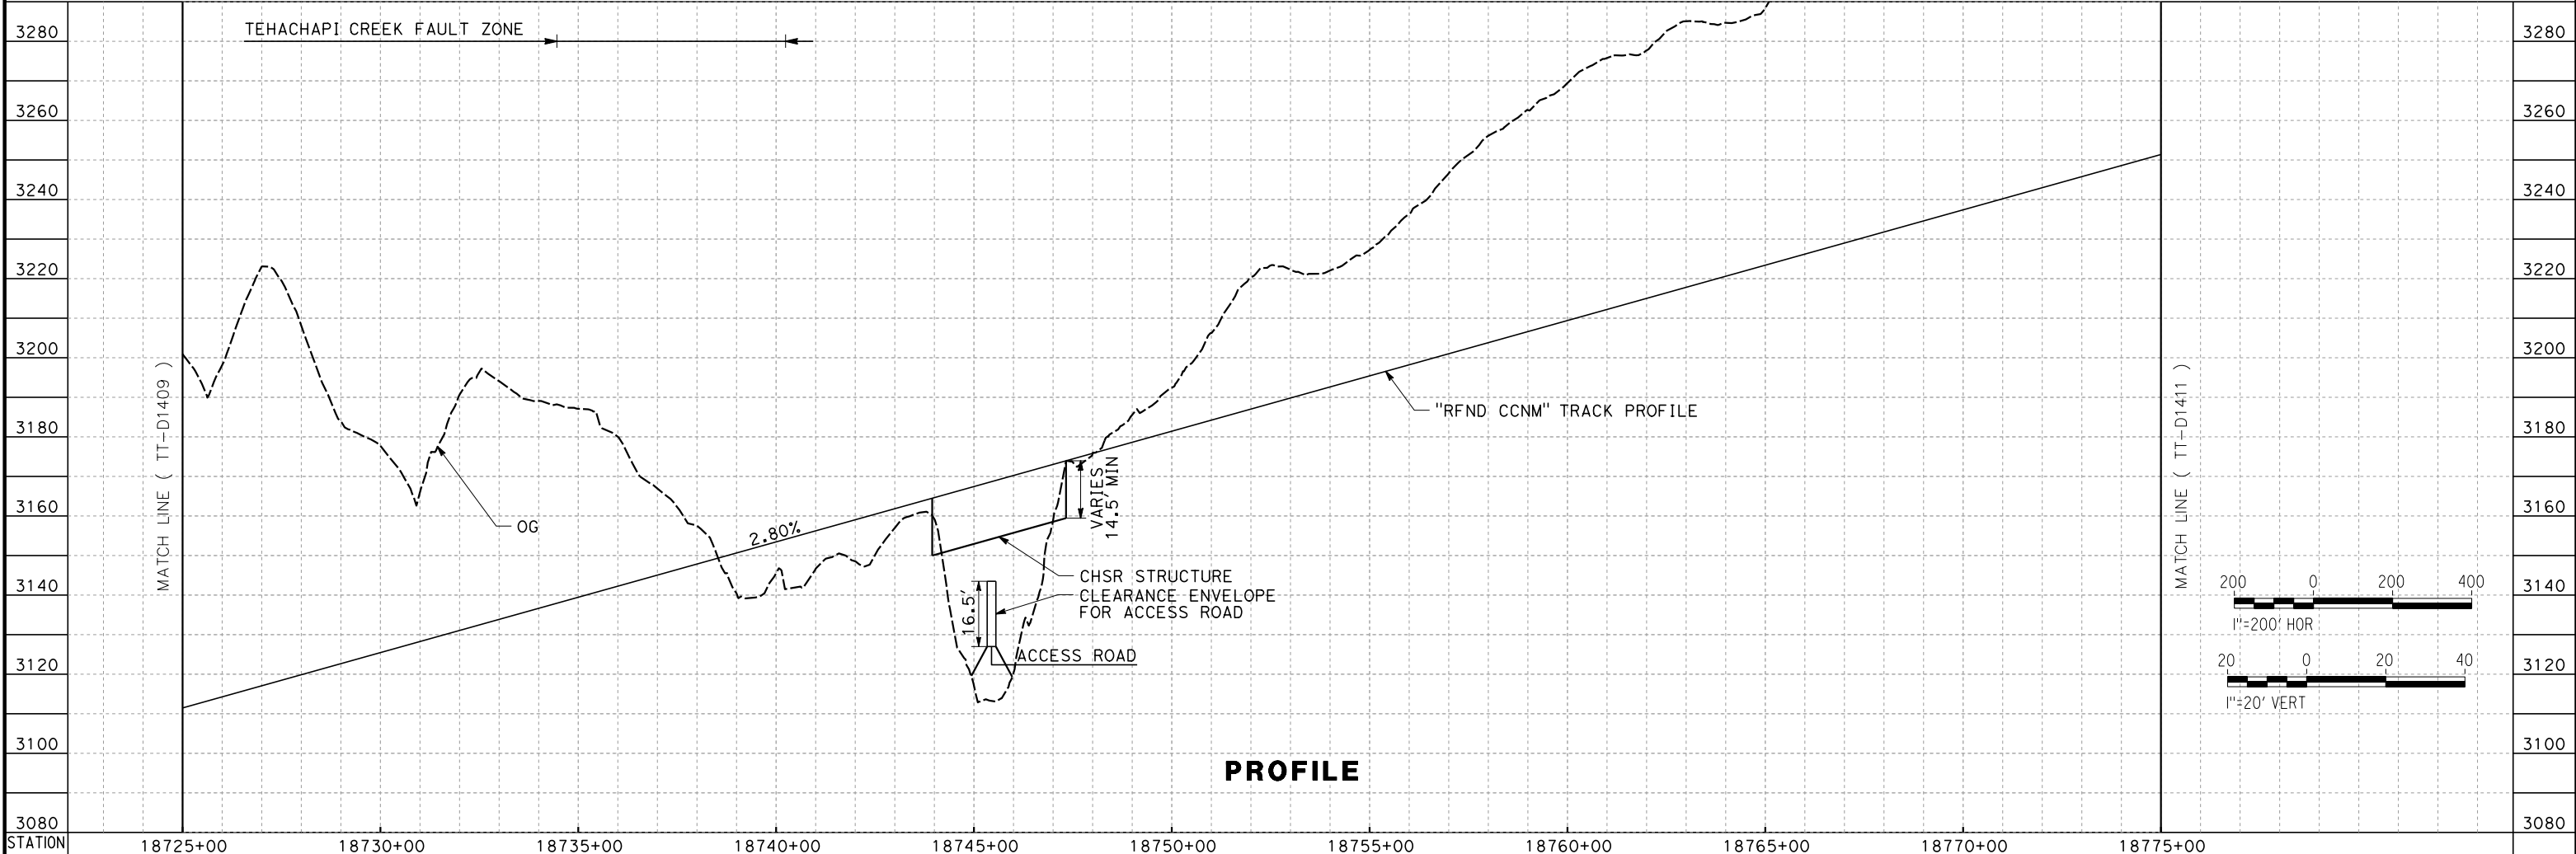 TEHACHAPI CREEK FAULT ZONE
3280
3260
3240
3220
3200
3180
3160
3140
3120
3100
3080
3280
3260
3240
3220
3200
3180
3160
3140
3120
3100
3080
MATCH LINE ( TT-D1409 )
OG
2.80%
VARIES
14.5' MIN
"RFND CCNM" TRACK PROFILE
CHSR STRUCTURE
CLEARANCE ENVELOPE
FOR ACCESS ROAD
16.5'
ACCESS ROAD
MATCH LINE ( TT-D1411 )
200 0 200 400
1"=200' HOR
20 0 20 40
1"=20' VERT
PROFILE
STATION 18725+00 18730+00 18735+00 18740+00 18745+00 18750+00 18755+00 18760+00 18765+00 18770+00 18775+00